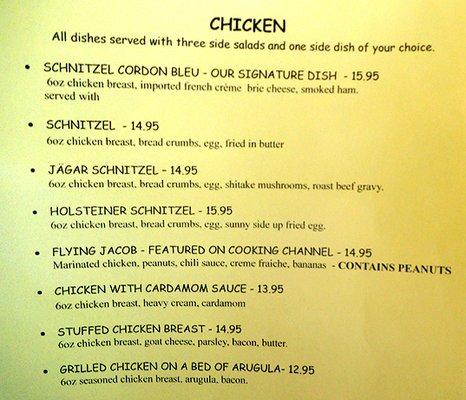 CHICKEN
All dishes served with three side salads and one side dish of your choice.
• SCHNITZEL CORDON BLEU - OUR SIGNATURE DISH - 15.95
6oz chicken breast, imported french crème brie cheese, smoked ham.
served with
• SCHNITZEL - 14.95
6oz chicken breast, bread crumbs, egg, fried in butter
• JÄGAR SCHNITZEL - 14.95
6oz chicken breast, bread crumbs, egg, shitake mushrooms, roast beef gravy.
• HOLSTEINER SCHNITZEL - 15.95
6oz chicken breast, bread crumbs, egg, sunny side up fried egg.
• FLYING JACOB - FEATURED ON COOKING CHANNEL - 14.95
Marinated chicken, peanuts, chili sauce, creme fraiche, bananas - CONTAINS PEANUTS
• CHICKEN WITH CARDAMOM SAUCE - 13.95
6oz chicken breast, heavy cream, cardamom
• STUFFED CHICKEN BREAST - 14.95
6oz chicken breast, goat cheese, parsley, bacon, butter.
• GRILLED CHICKEN ON A BED OF ARUGULA- 12.95
6oz seasoned chicken breast, arugula, bacon.